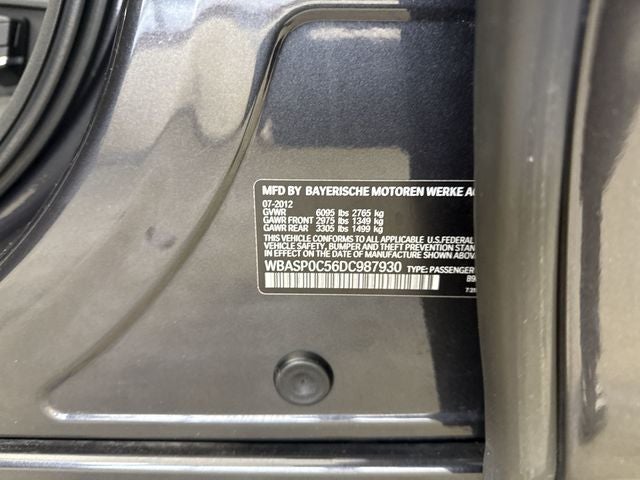 MFD BY BAYERISCHE MOTOREN WERKE AG
07-2012
GVWR 6095 lbs 2765 kg
GAWR FRONT 2975 lbs 1349 kg
GAWR REAR 3305 lbs 1499 kg
THIS VEHICLE CONFORMS TO ALL APPLICABLE U.S.FEDERAL
VEHICLE SAFETY, BUMPER AND THEFT PREVENTION STA
IN EFFECT ON THE DATE OF MANUFACTURE SHOWN ABOVE
WBASP0C56DC987930 TYPE: PASSENGER